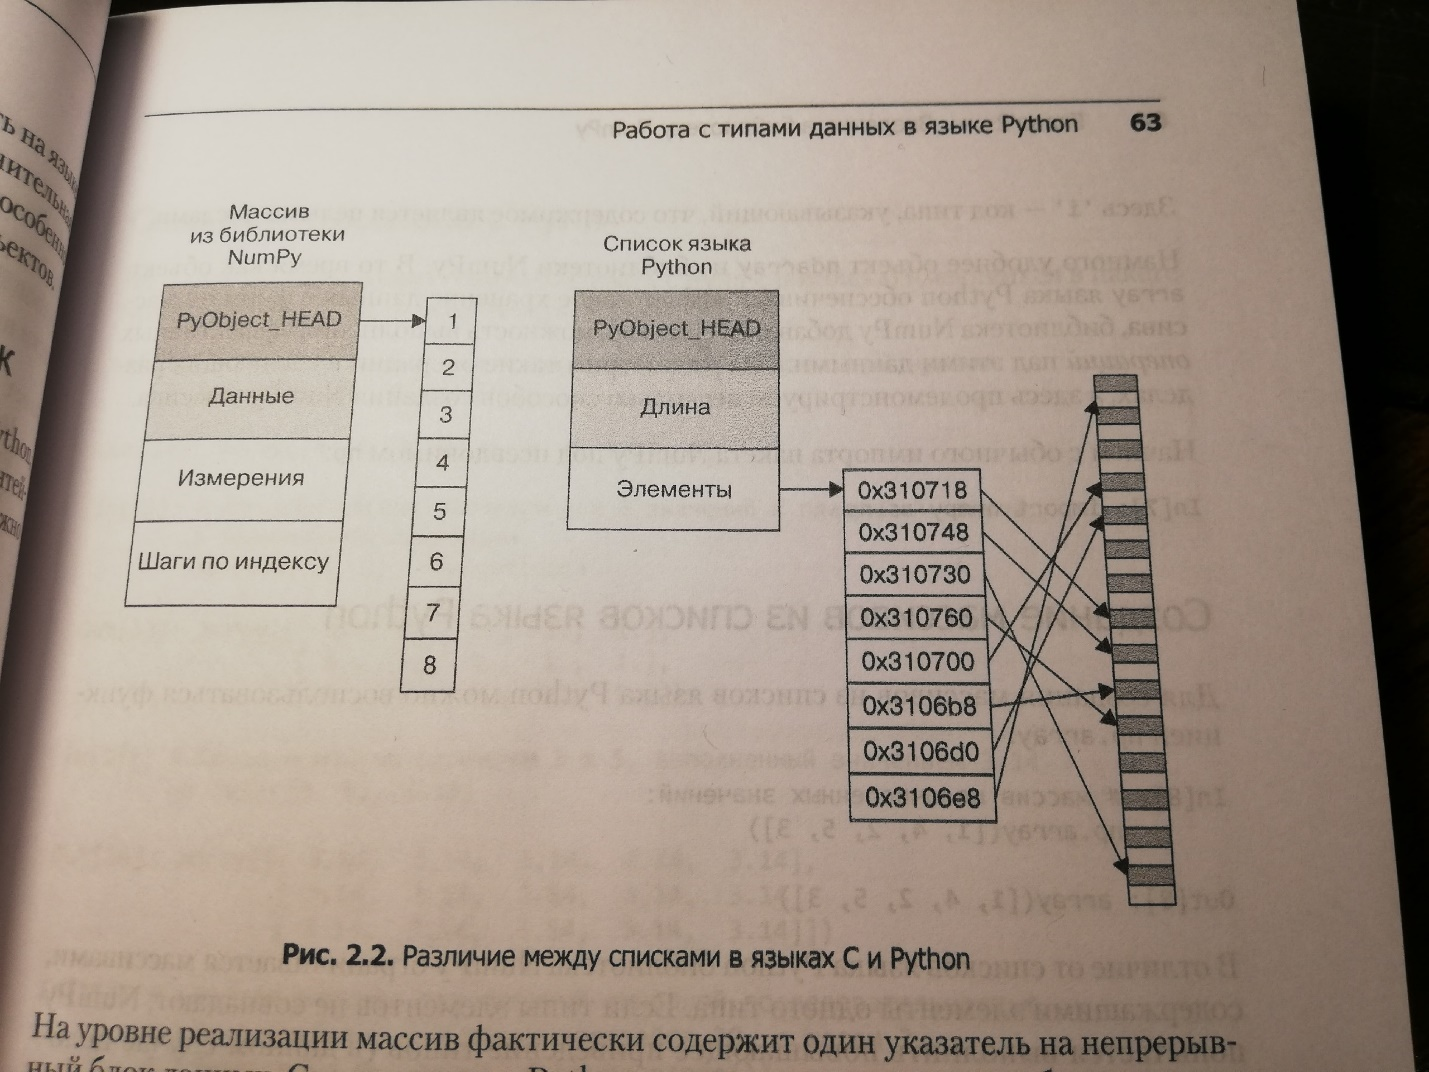 Работа с типами данных в языке Python 63
Массив
из библиотеки
NumPy
PyObject_HEAD
Данные
Измерения
Шаги по индексу
1
2
3
4
5
6
7
8
Список языка
Python
PyObject_HEAD
Длина
Элементы
0x310718
0x310748
0x310730
0x310760
0x310700
0x3106b8
0x3106d0
0x3106e8
Рис. 2.2. Различие между списками в языках C и Python
На уровне реализации массив фактически содержит один указатель на непрерыв-